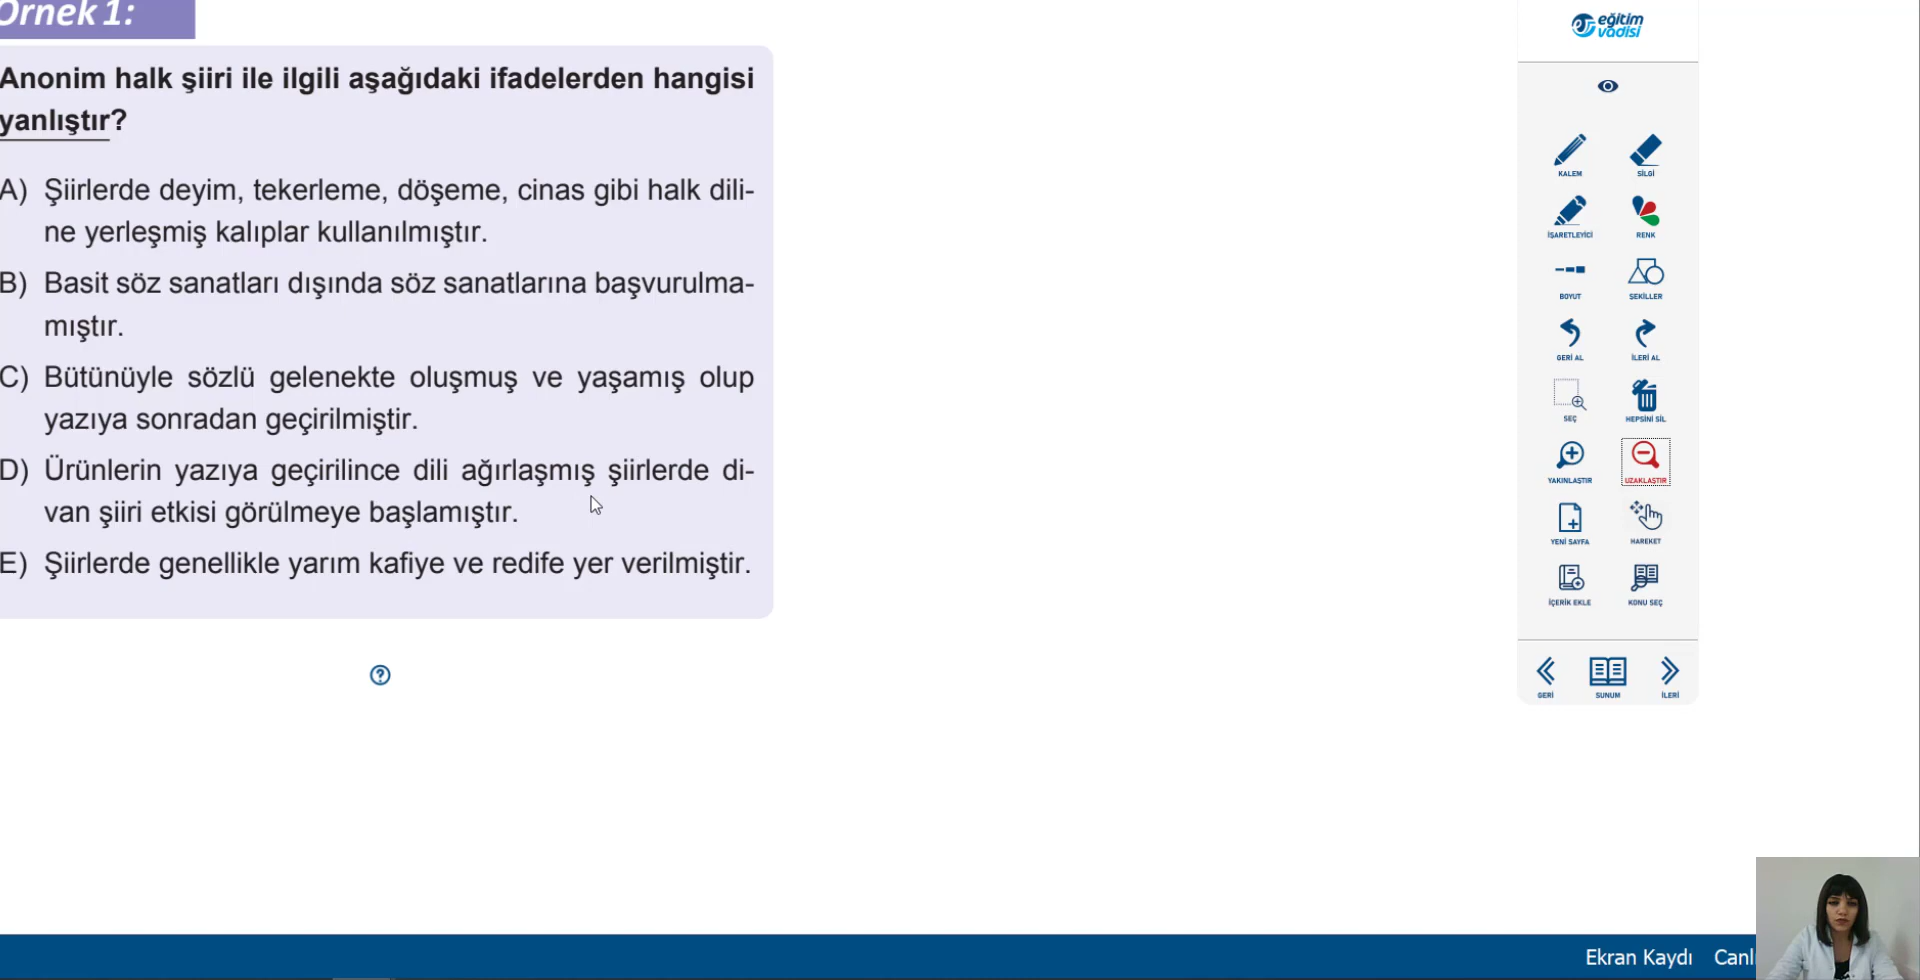 Örnek 1:
Anonim halk şiiri ile ilgili aşağıdaki ifadelerden hangisi
yanlıştır?
A) Şiirlerde deyim, tekerleme, döşeme, cinas gibi halk dili-
ne yerleşmiş kalıplar kullanılmıştır.
B) Basit söz sanatları dışında söz sanatlarına başvurulma-
mıştır.
C) Bütünüyle sözlü gelenekte oluşmuş ve yaşamış olup
yazıya sonradan geçirilmiştir.
D) Ürünlerin yazıya geçirilince dili ağırlaşmış şiirlerde di-
van şiiri etkisi görülmeye başlamıştır.
E) Şiirlerde genellikle yarım kafiye ve redife yer verilmiştir.
eğitim
vadisi
KALEM SİLGİ
İŞARETLEYİCİ RENK
BOYUT ŞEKİLLER
GERİ AL İLERİ AL
SEÇ HEPSİNİ SİL
YAKINLAŞTIR UZAKLAŞTIR
YENİ SAYFA HAREKET
İÇERİK EKLE KONU SEÇ
GERİ SUNUM İLERİ
Ekran Kaydı